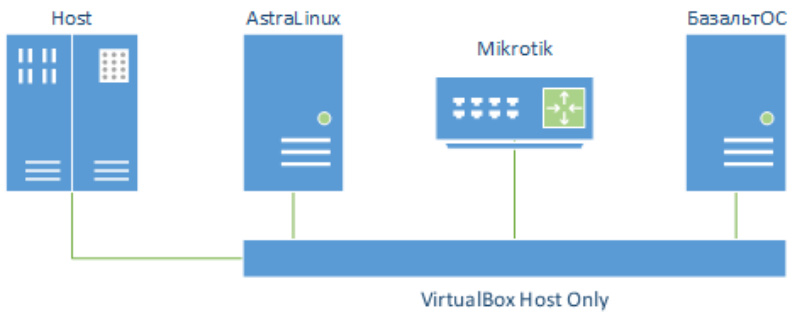 Host
AstraLinux
Mikrotik
БазальтОС
VirtualBox Host Only